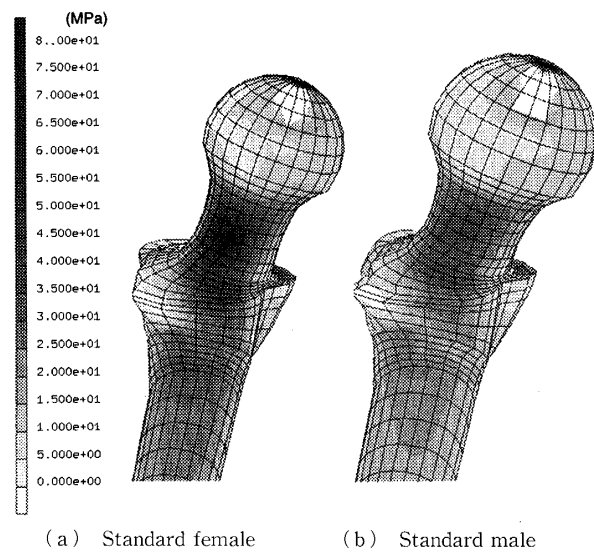 (MPa)
8..00e+01
7.500e+01
7.000e+01
6.500e+01
6.000e+01
5.500e+01
5.000e+01
4.500e+01
4.000e+01
3.500e+01
3.000e+01
2.500e+01
2.000e+01
1.500e+01
1.000e+01
5.000e+00
0.000e+00
(a) Standard female
(b) Standard male